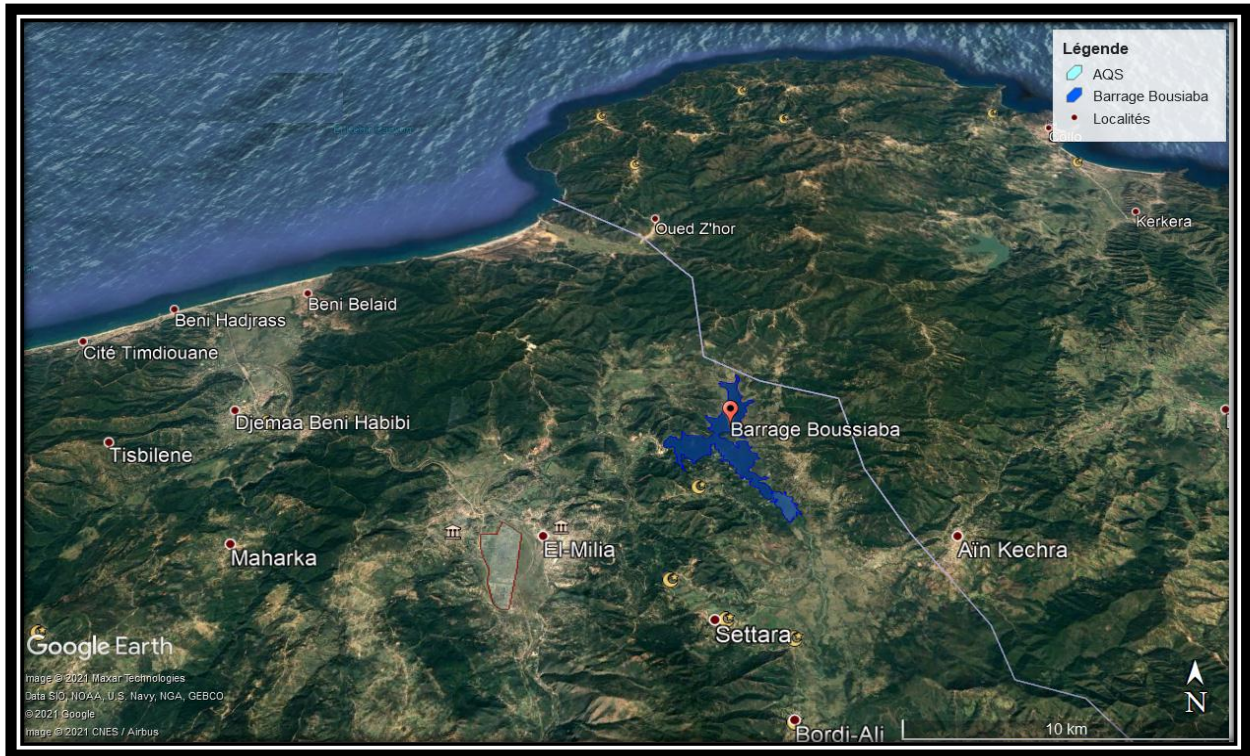 Légende
AQS
Barrage Bousiaba
Localités
Collo
Kerkera
Oued Z'hor
Beni Belaid
Beni Hadjrass
Cité Timdiouane
Djemaa Beni Habibi
Barrage Boussiaba
Tisbilene
Maharka
El-Milia
Aïn Kechra
Settara
Google Earth
Image © 2021 Maxar Technologies
Data SIO, NOAA, U.S. Navy, NGA, GEBCO
© 2021 Google
Image © 2021 CNES / Airbus
Bordj-Ali
10 km
N